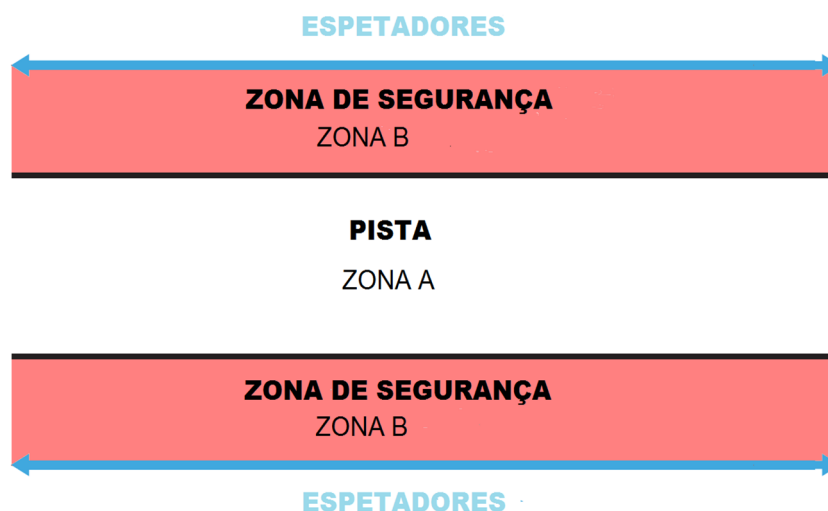 ESPETADORES
ZONA DE SEGURANÇA
ZONA B
PISTA
ZONA A
ZONA DE SEGURANÇA
ZONA B
ESPETADORES